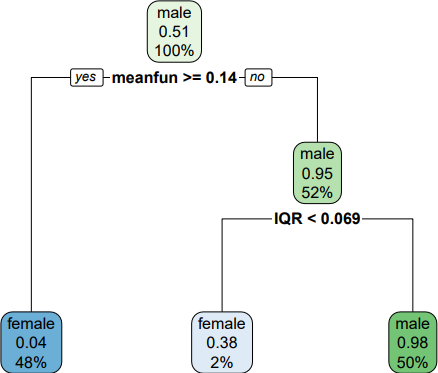 male
0.51
100%
yes meanfun >= 0.14 no
male
0.95
52%
IQR < 0.069
female
0.04
48%
female
0.38
2%
male
0.98
50%